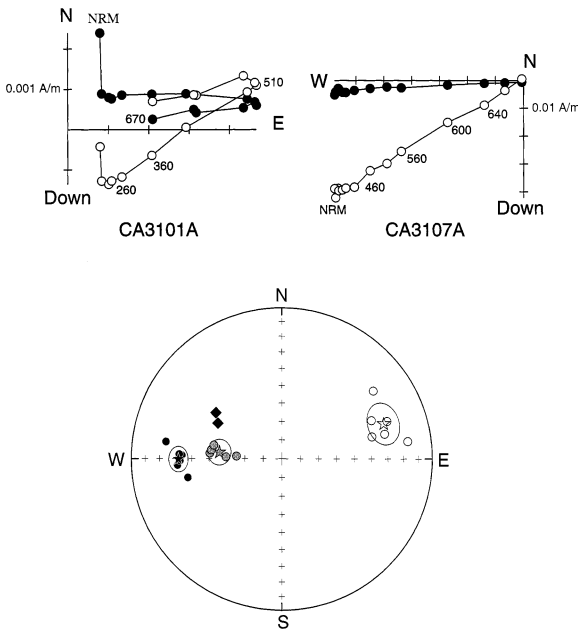 N
NRM
0.001 A/m
510
670
E
360
260
Down
CA3101A
N
W
0.01 A/m
640
600
560
460
NRM
Down
CA3107A
N
W
E
S